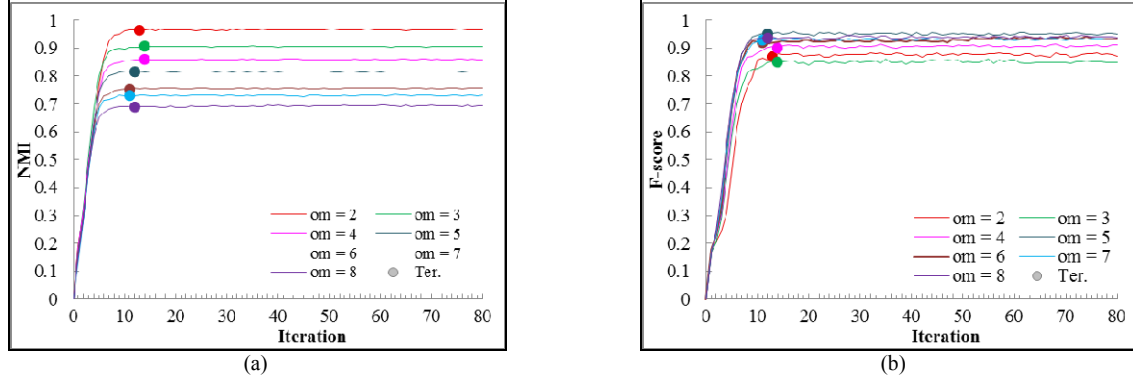 1
0.9
0.8
0.7
0.6
0.5
0.4
0.3
0.2
0.1
0
NMI
om = 2
om = 3
om = 4
om = 5
om = 6
om = 7
om = 8
Ter.
0 10 20 30 40 50 60 70 80
Iteration
(a)
1
0.9
0.8
0.7
0.6
0.5
0.4
0.3
0.2
0.1
0
F-score
om = 2
om = 3
om = 4
om = 5
om = 6
om = 7
om = 8
Ter.
0 10 20 30 40 50 60 70 80
Iteration
(b)